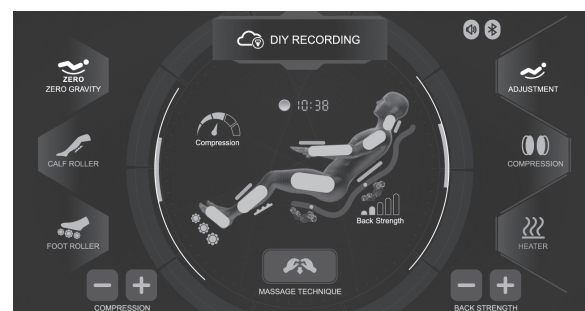 DIY RECORDING
ZERO
ZERO GRAVITY
ADJUSTMENT
10:38
Compression
CALF ROLLER
COMPRESSION
Back Strength
FOOT ROLLER
HEATER
MASSAGE TECHNIQUE
COMPRESSION
BACK STRENGTH